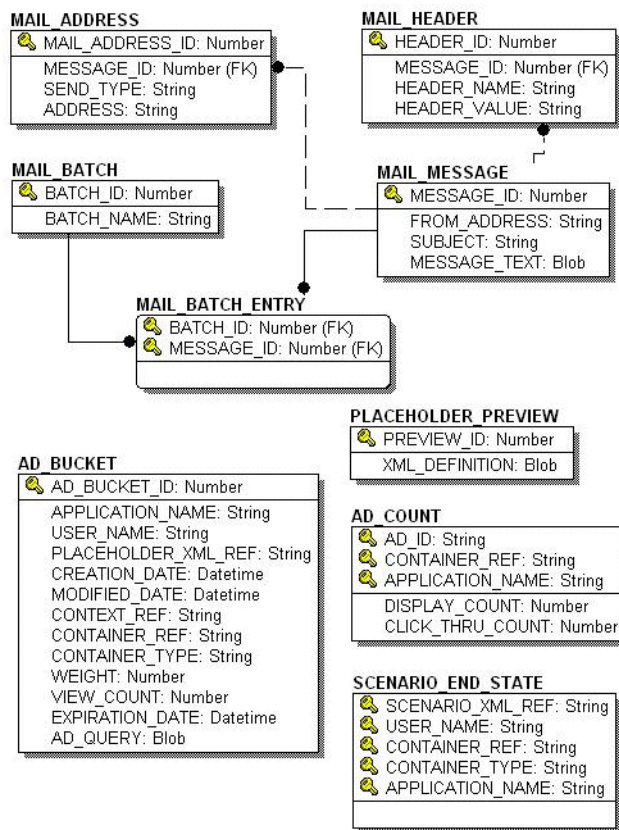 MAIL_ADDRESS
MAIL_ADDRESS_ID: Number
MESSAGE_ID: Number (FK)
SEND_TYPE: String
ADDRESS: String
MAIL_HEADER
HEADER_ID: Number
MESSAGE_ID: Number (FK)
HEADER_NAME: String
HEADER_VALUE: String
MAIL_BATCH
BATCH_ID: Number
BATCH_NAME: String
MAIL_MESSAGE
MESSAGE_ID: Number
FROM_ADDRESS: String
SUBJECT: String
MESSAGE_TEXT: Blob
MAIL_BATCH_ENTRY
BATCH_ID: Number (FK)
MESSAGE_ID: Number (FK)
PLACEHOLDER_PREVIEW
PREVIEW_ID: Number
XML_DEFINITION: Blob
AD_BUCKET
AD_BUCKET_ID: Number
APPLICATION_NAME: String
USER_NAME: String
PLACEHOLDER_XML_REF: String
CREATION_DATE: Datetime
MODIFIED_DATE: Datetime
CONTEXT_REF: String
CONTAINER_REF: String
CONTAINER_TYPE: String
WEIGHT: Number
VIEW_COUNT: Number
EXPIRATION_DATE: Datetime
AD_QUERY: Blob
AD_COUNT
AD_ID: String
CONTAINER_REF: String
APPLICATION_NAME: String
DISPLAY_COUNT: Number
CLICK_THRU_COUNT: Number
SCENARIO_END_STATE
SCENARIO_XML_REF: String
USER_NAME: String
CONTAINER_REF: String
CONTAINER_TYPE: String
APPLICATION_NAME: String